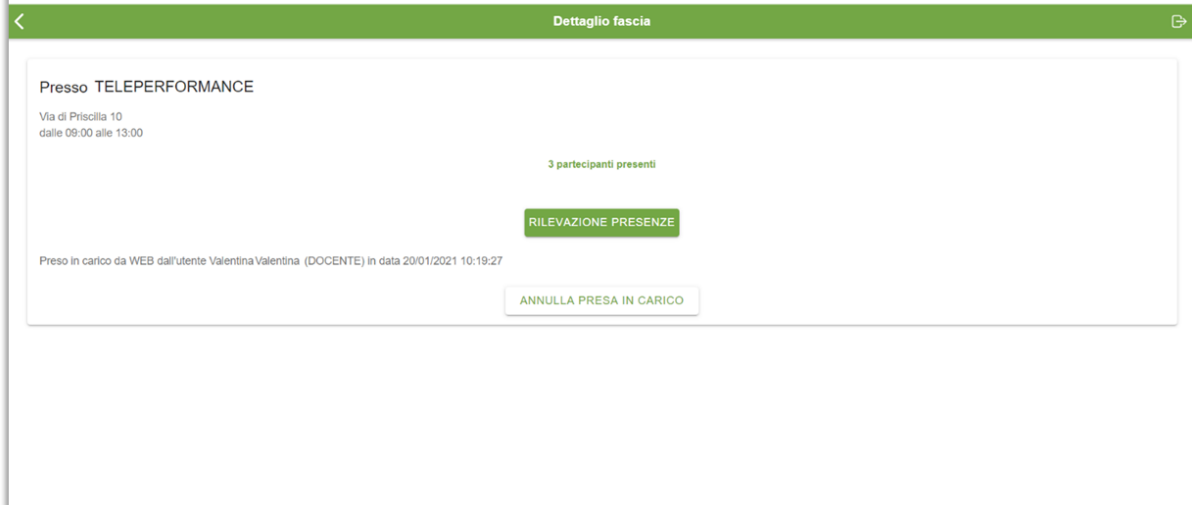 Dettaglio fascia
Presso TELEPERFORMANCE
Via di Priscilla 10
dalle 09:00 alle 13:00
3 partecipanti presenti
RILEVAZIONE PRESENZE
Preso in carico da WEB dall'utente Valentina Valentina (DOCENTE) in data 20/01/2021 10:19:27
ANNULLA PRESA IN CARICO